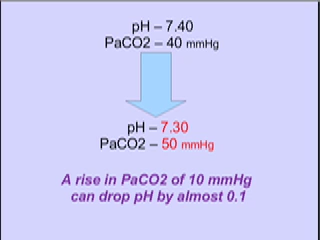 pH – 7.40
PaCO2 – 40 mmHg
pH – 7.30
PaCO2 – 50 mmHg
A rise in PaCO2 of 10 mmHg
can drop pH by almost 0.1